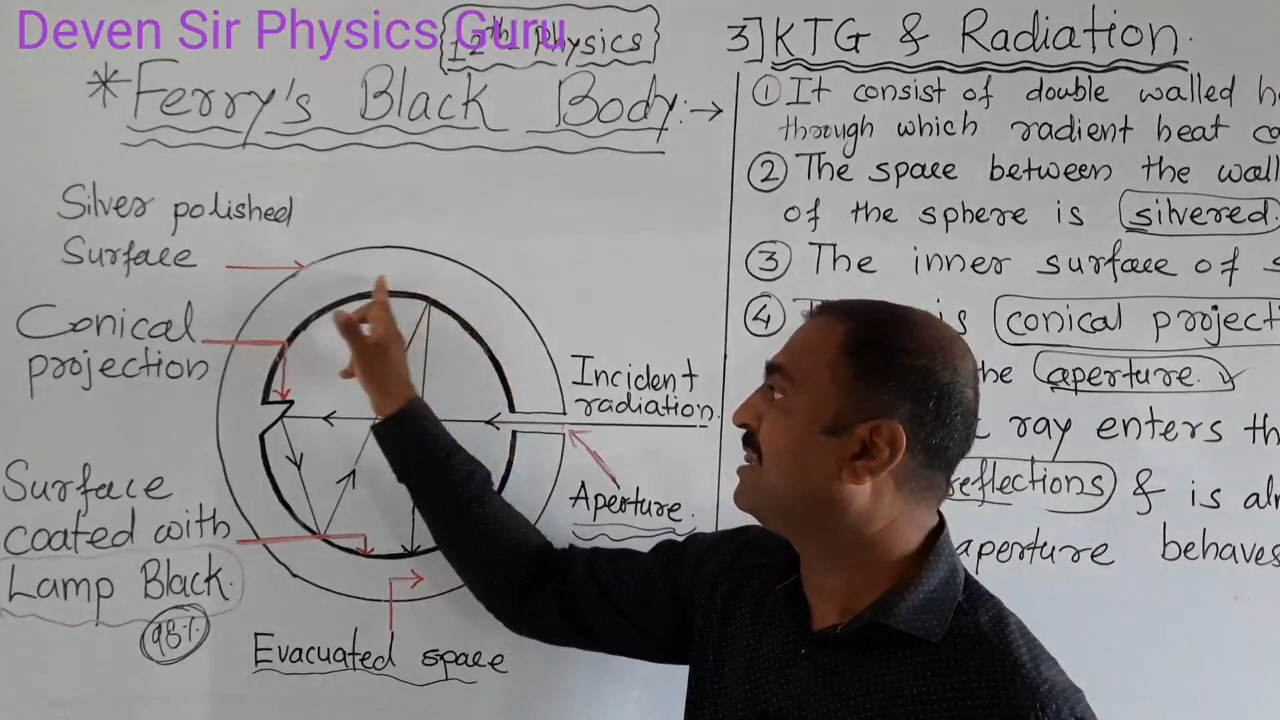 Deven Sir Physics Guru
12th Physics
* Ferry's Black Body:→
Silver polished
Surface
Conical
projection
Surface
coated with
Lamp Black.
98%
Incident
radiation.
Aperture.
Evacuated space
3] KTG & Radiation.
① It consist of double walled
through which radient heat
② The space between the wall
of the sphere is silvered.
③ The inner surface of
④ is conical project
the aperture.
ray enters th
reflections & is al
aperture behaves